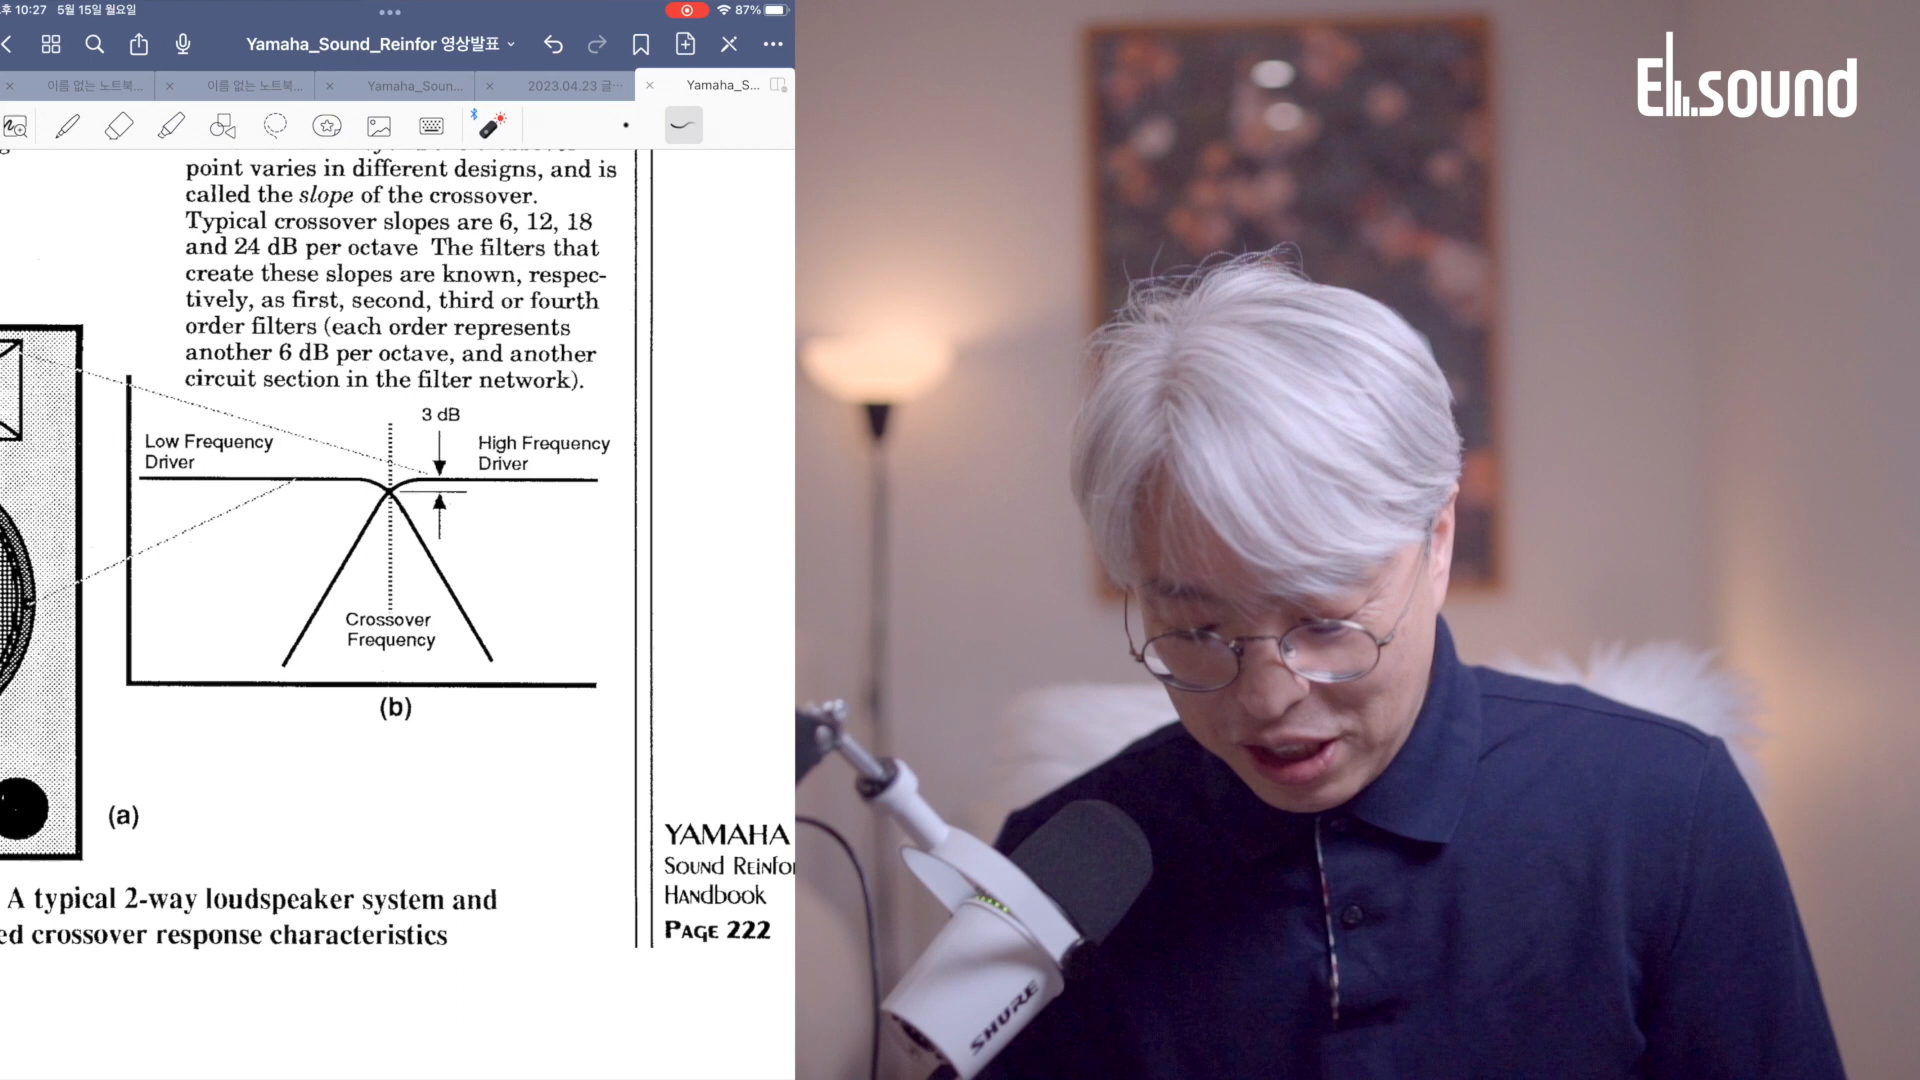 후 10:27 5월 15일 월요일
87%
Yamaha_Sound_Reinfor 영상발표
이름 없는 노트북...
이름 없는 노트북...
Yamaha_Soun...
2023.04.23 글...
Yamaha_S...
point varies in different designs, and is
called the slope of the crossover.
Typical crossover slopes are 6, 12, 18
and 24 dB per octave The filters that
create these slopes are known, respec-
tively, as first, second, third or fourth
order filters (each order represents
another 6 dB per octave, and another
circuit section in the filter network).
3 dB
Low Frequency
Driver
High Frequency
Driver
Crossover
Frequency
(b)
(a)
A typical 2-way loudspeaker system and
ed crossover response characteristics
YAMAHA
Sound Reinfo
Handbook
Page 222
El.sound
SHURE